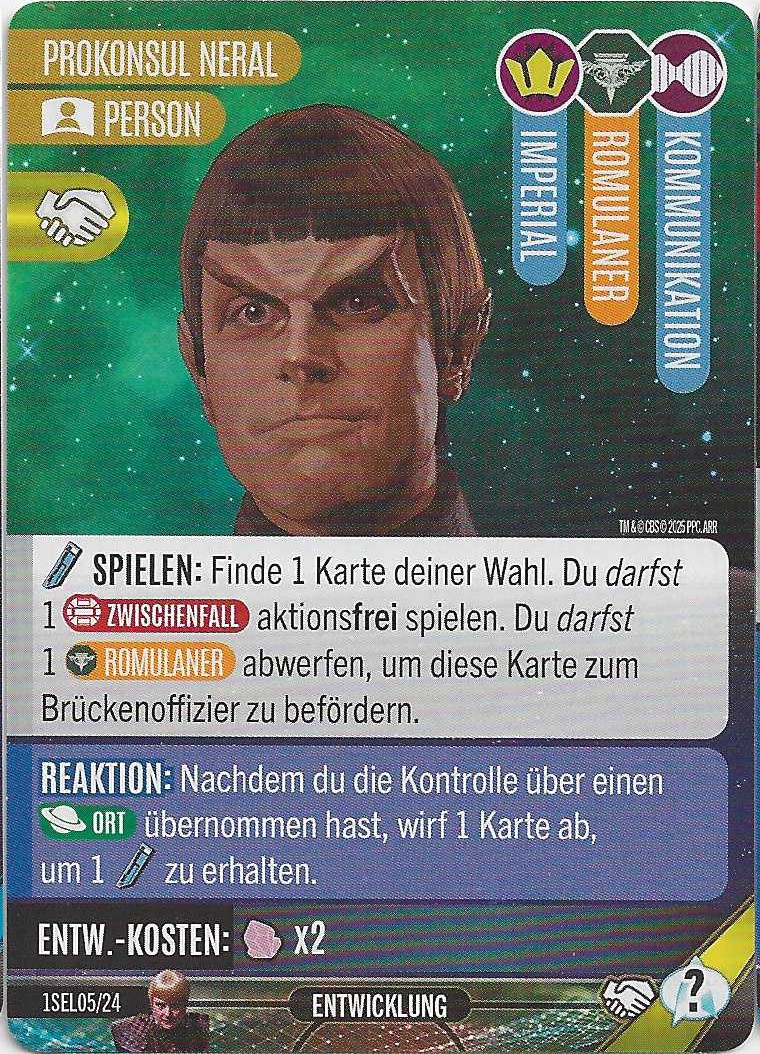 PROKONSUL NERAL
PERSON
IMPERIAL
ROMULANER
KOMMUNIKATION
TM & © CBS © 2025 PPC. ARR
SPIELEN: Finde 1 Karte deiner Wahl. Du darfst
1 ZWISCHENFALL aktionsfrei spielen. Du darfst
1 ROMULANER abwerfen, um diese Karte zum
Brückenoffizier zu befördern.
REAKTION: Nachdem du die Kontrolle über einen
ORT übernommen hast, wirf 1 Karte ab,
um 1 zu erhalten.
ENTW.-KOSTEN: x2
1SEL05/24
ENTWICKLUNG
?